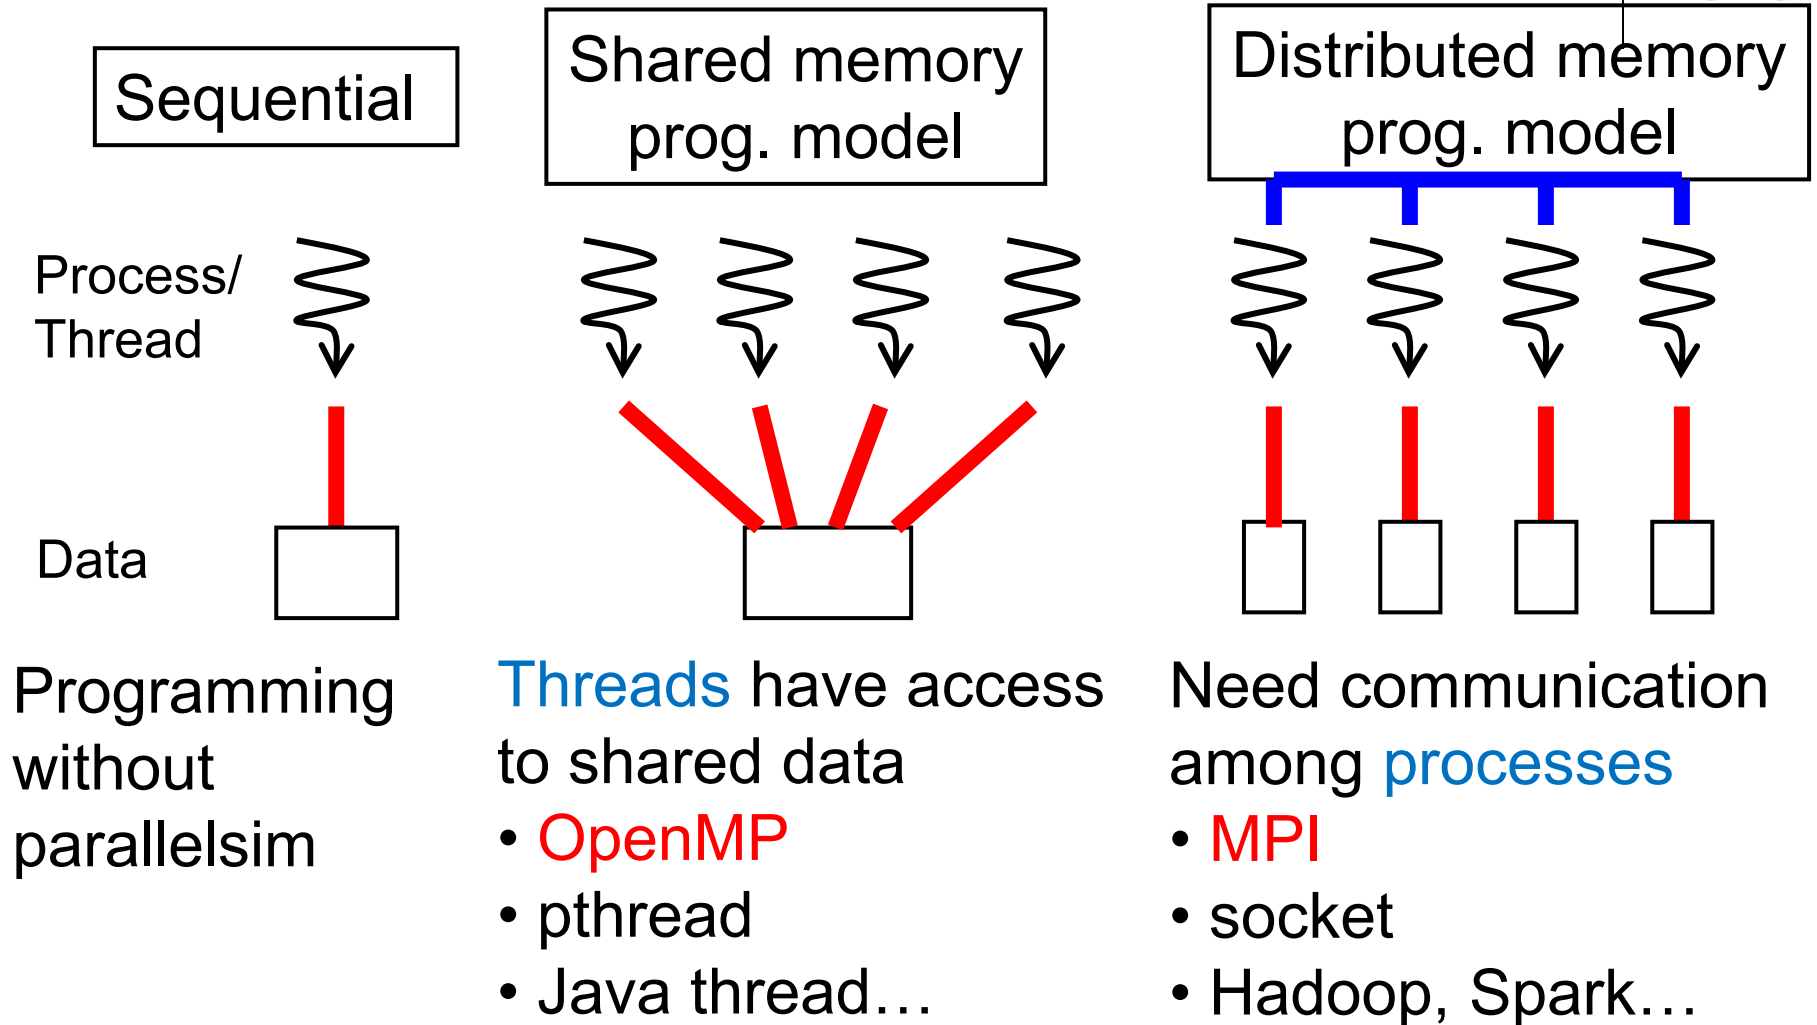 Sequential
Shared memory
prog. model
Distributed memory
prog. model
Process/
Thread
Data
Programming
without
parallelsim
Threads have access
to shared data
• OpenMP
• pthread
• Java thread…
Need communication
among processes
• MPI
• socket
• Hadoop, Spark…